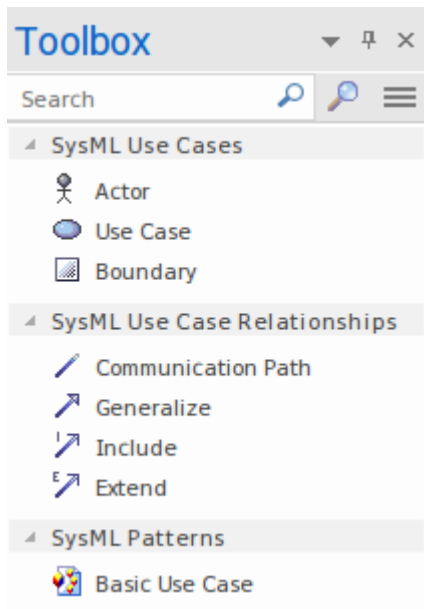 Toolbox
Search
SysML Use Cases
Actor
Use Case
Boundary
SysML Use Case Relationships
Communication Path
Generalize
Include
Extend
SysML Patterns
Basic Use Case